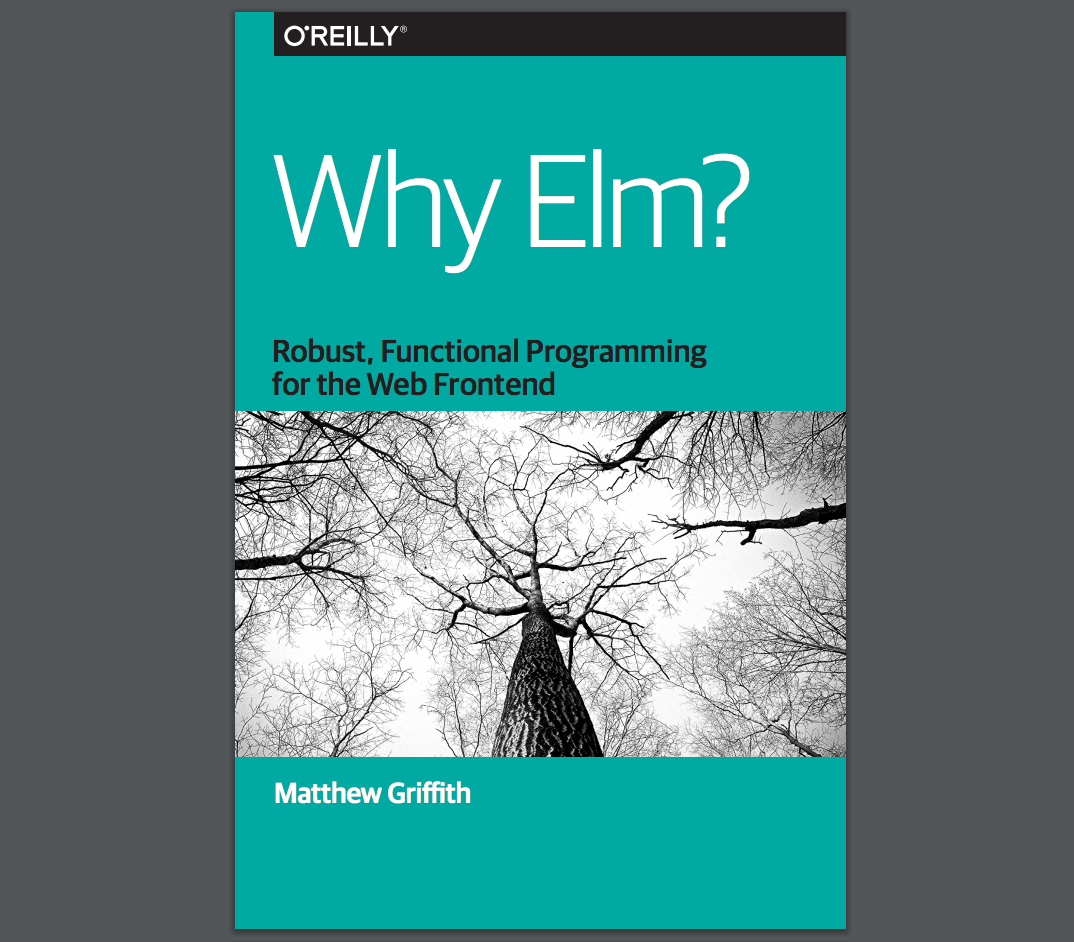 O'REILLY®
Why Elm?
Robust, Functional Programming
for the Web Frontend
Matthew Griffith